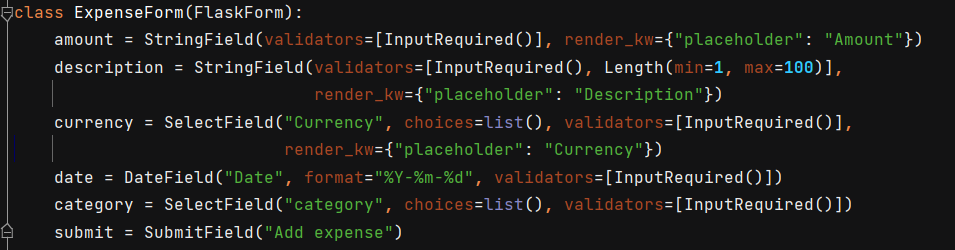 class ExpenseForm(FlaskForm):
    amount = StringField(validators=[InputRequired()], render_kw={"placeholder": "Amount"})
    description = StringField(validators=[InputRequired(), Length(min=1, max=100)],
                              render_kw={"placeholder": "Description"})
    currency = SelectField("Currency", choices=list(), validators=[InputRequired()],
                           render_kw={"placeholder": "Currency"})
    date = DateField("Date", format="%Y-%m-%d", validators=[InputRequired()])
    category = SelectField("category", choices=list(), validators=[InputRequired()])
    submit = SubmitField("Add expense")